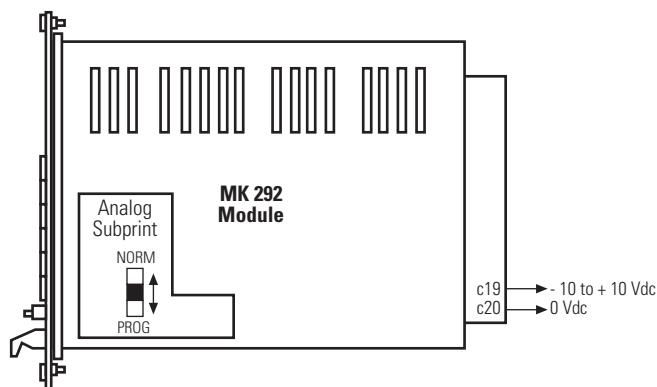 MK 292
Module
Analog
Subprint
NORM
PROG
c19 - 10 to + 10 Vdc
c20 0 Vdc